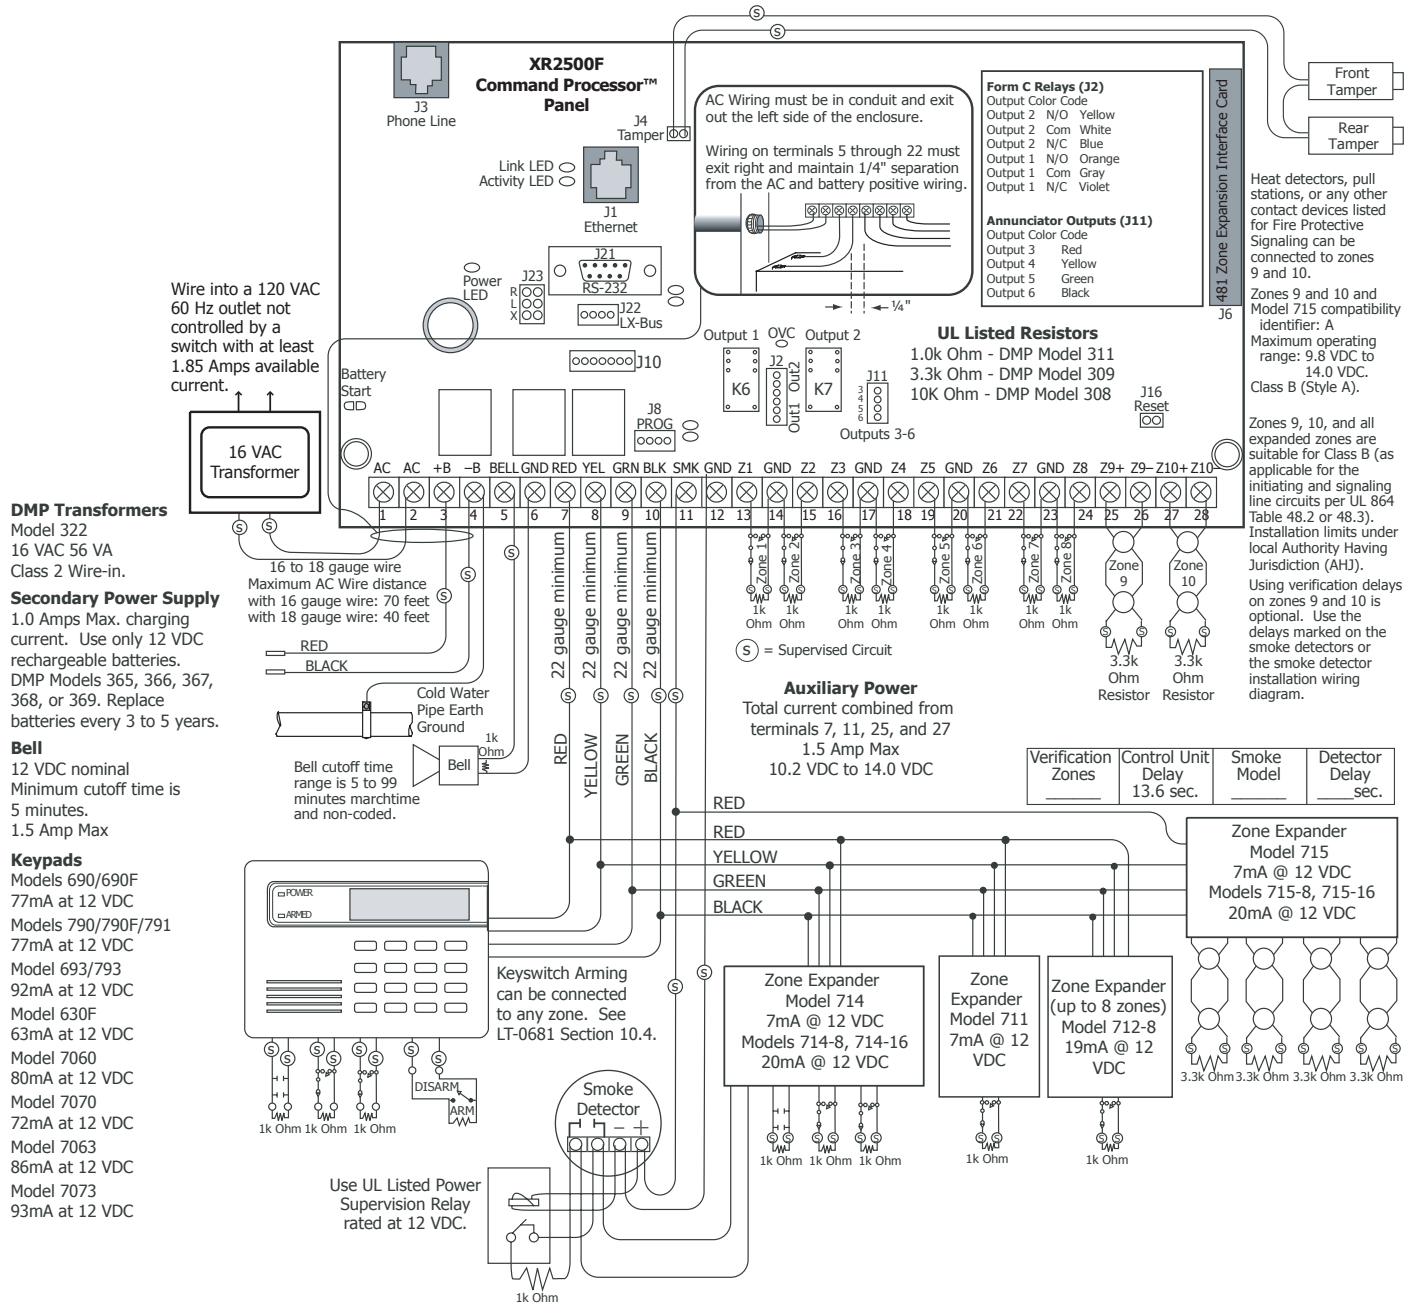 XR2500F
Command Processor™
Panel
J3
Phone Line
J4
Tamper
Link LED
Activity LED
J1
Ethernet
J21
RS-232
Power
LED
J23
R
L
X
J22
LX-Bus
J10
Battery
Start
J8
PROG
AC Wiring must be in conduit and exit
out the left side of the enclosure.
Wiring on terminals 5 through 22 must
exit right and maintain 1/4" separation
from the AC and battery positive wiring.
¼"
Form C Relays (J2)
Output Color Code
Output 2 N/O Yellow
Output 2 Com White
Output 2 N/C Blue
Output 1 N/O Orange
Output 1 Com Gray
Output 1 N/C Violet
Annunciator Outputs (J11)
Output Color Code
Output 3 Red
Output 4 Yellow
Output 5 Green
Output 6 Black
481 Zone Expansion Interface Card
J6
Output 1
OVC
Output 2
K6
J2
Out1 Out2
K7
J11
3
4
5
6
Outputs 3-6
UL Listed Resistors
1.0k Ohm - DMP Model 311
3.3k Ohm - DMP Model 309
10K Ohm - DMP Model 308
J16
Reset
S
S
Front
Tamper
Rear
Tamper
Heat detectors, pull
stations, or any other
contact devices listed
for Fire Protective
Signaling can be
connected to zones
9 and 10.
Zones 9 and 10 and
Model 715 compatibility
identifier: A
Maximum operating
range: 9.8 VDC to
14.0 VDC.
Class B (Style A).
Zones 9, 10, and all
expanded zones are
suitable for Class B (as
applicable for the
initiating and signaling
line circuits per UL 864
Table 48.2 or 48.3).
Installation limits under
local Authority Having
Jurisdiction (AHJ).
Using verification delays
on zones 9 and 10 is
optional. Use the
delays marked on the
smoke detectors or
the smoke detector
installation wiring
diagram.
Wire into a 120 VAC
60 Hz outlet not
controlled by a
switch with at least
1.85 Amps available
current.
16 VAC
Transformer
S S
AC AC +B –B BELL GND RED YEL GRN BLK SMK GND Z1 GND Z2 Z3 GND Z4 Z5 GND Z6 Z7 GND Z8 Z9+ Z9– Z10+ Z10–
1 2 3 4 5 6 7 8 9 10 11 12 13 14 15 16 17 18 19 20 21 22 23 24 25 26 27 28
Zone 1
Zone 2
Zone 3
Zone 4
Zone 5
Zone 6
Zone 7
Zone 8
Zone
9
Zone
10
S S S S S S S S S S S S S S S S
1k
Ohm
1k
Ohm
1k
Ohm
1k
Ohm
1k
Ohm
1k
Ohm
1k
Ohm
1k
Ohm
S S S S
3.3k
Ohm
Resistor
3.3k
Ohm
Resistor
S = Supervised Circuit
DMP Transformers
Model 322
16 VAC 56 VA
Class 2 Wire-in.
Secondary Power Supply
1.0 Amps Max. charging
current. Use only 12 VDC
rechargeable batteries.
DMP Models 365, 366, 367,
368, or 369. Replace
batteries every 3 to 5 years.
Bell
12 VDC nominal
Minimum cutoff time is
5 minutes.
1.5 Amp Max
Keypads
Models 690/690F
77mA at 12 VDC
Models 790/790F/791
77mA at 12 VDC
Model 693/793
92mA at 12 VDC
Model 630F
63mA at 12 VDC
Model 7060
80mA at 12 VDC
Model 7070
72mA at 12 VDC
Model 7063
86mA at 12 VDC
Model 7073
93mA at 12 VDC
16 to 18 gauge wire
Maximum AC Wire distance
with 16 gauge wire: 70 feet
with 18 gauge wire: 40 feet
S S S S
RED
BLACK
Cold Water
Pipe Earth
Ground
Bell
1k
Ohm
Bell cutoff time
range is 5 to 99
minutes marchtime
and non-coded.
22 gauge minimum
22 gauge minimum
22 gauge minimum
22 gauge minimum
S S S S S
RED
YELLOW
GREEN
BLACK
Auxiliary Power
Total current combined from
terminals 7, 11, 25, and 27
1.5 Amp Max
10.2 VDC to 14.0 VDC
Verification
Zones
Control Unit
Delay
13.6 sec.
Smoke
Model
Detector
Delay
_____sec.
RED
RED
YELLOW
GREEN
BLACK
Zone Expander
Model 715
7mA @ 12 VDC
Models 715-8, 715-16
20mA @ 12 VDC
S S S S S S S S
3.3k Ohm 3.3k Ohm 3.3k Ohm 3.3k Ohm
POWER
ARMED
S S S S S S S S
DISARM
ARM
1k Ohm 1k Ohm 1k Ohm
Keyswitch Arming
can be connected
to any zone. See
LT-0681 Section 10.4.
S S
Zone Expander
Model 714
7mA @ 12 VDC
Models 714-8, 714-16
20mA @ 12 VDC
S S S S S S
1k Ohm 1k Ohm 1k Ohm
Zone
Expander
Model 711
7mA @ 12
VDC
S S
1k Ohm
Zone Expander
(up to 8 zones)
Model 712-8
19mA @ 12
VDC
S S
1k Ohm
Smoke
Detector
– +
Use UL Listed Power
Supervision Relay
rated at 12 VDC.
1k Ohm